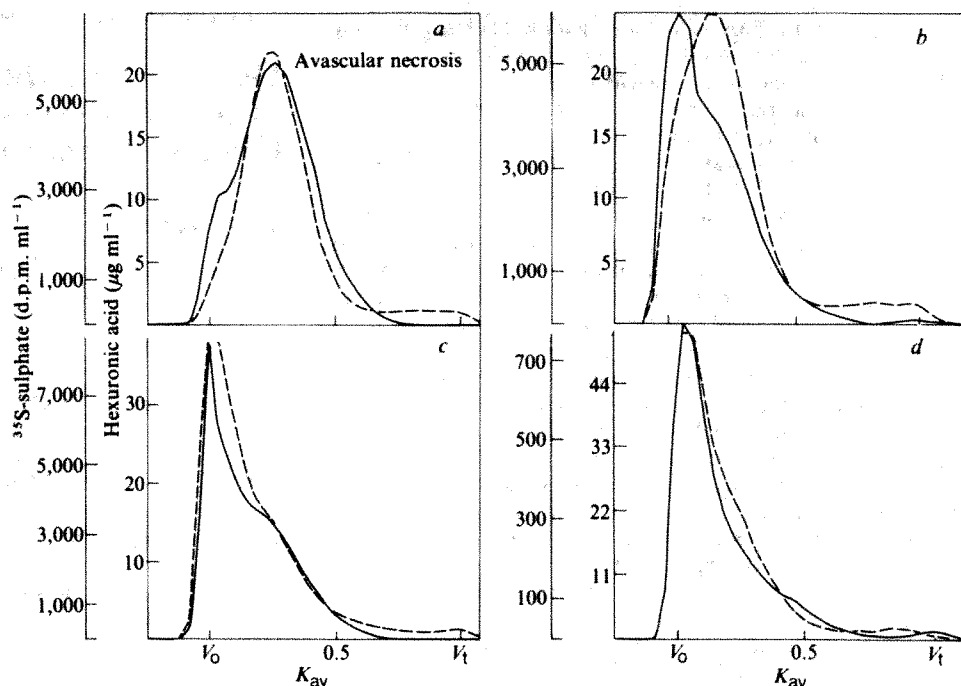 a
Avascular necrosis
20
15
10
5
5,000
3,000
1,000
b
20
15
10
5
5,000
3,000
1,000
³⁵S-sulphate (d.p.m. ml⁻¹)
Hexuronic acid (µg ml⁻¹)
c
30
20
10
7,000
5,000
3,000
1,000
V₀
0.5
Vₜ
K_av
d
44
33
22
11
700
500
300
100
V₀
0.5
Vₜ
K_av